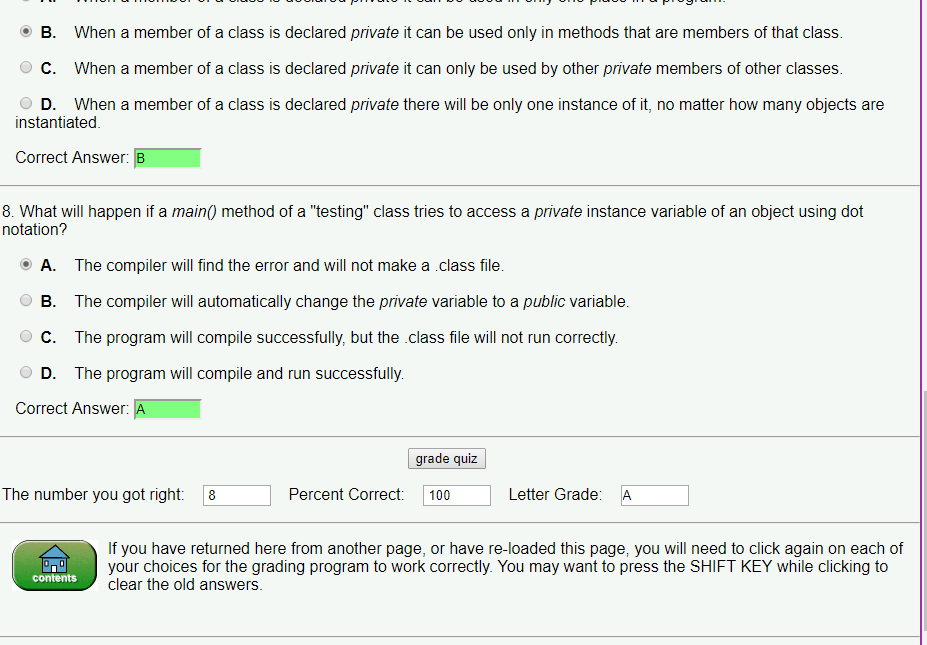 B. When a member of a class is declared private it can be used only in methods that are members of that class.
C. When a member of a class is declared private it can only be used by other private members of other classes.
D. When a member of a class is declared private there will be only one instance of it, no matter how many objects are
instantiated.
Correct Answer: B
8. What will happen if a main() method of a "testing" class tries to access a private instance variable of an object using dot
notation?
A. The compiler will find the error and will not make a .class file.
B. The compiler will automatically change the private variable to a public variable.
C. The program will compile successfully, but the .class file will not run correctly.
D. The program will compile and run successfully.
Correct Answer: A
grade quiz
The number you got right: 8 Percent Correct: 100 Letter Grade: A
If you have returned here from another page, or have re-loaded this page, you will need to click again on each of
your choices for the grading program to work correctly. You may want to press the SHIFT KEY while clicking to
clear the old answers.
contents